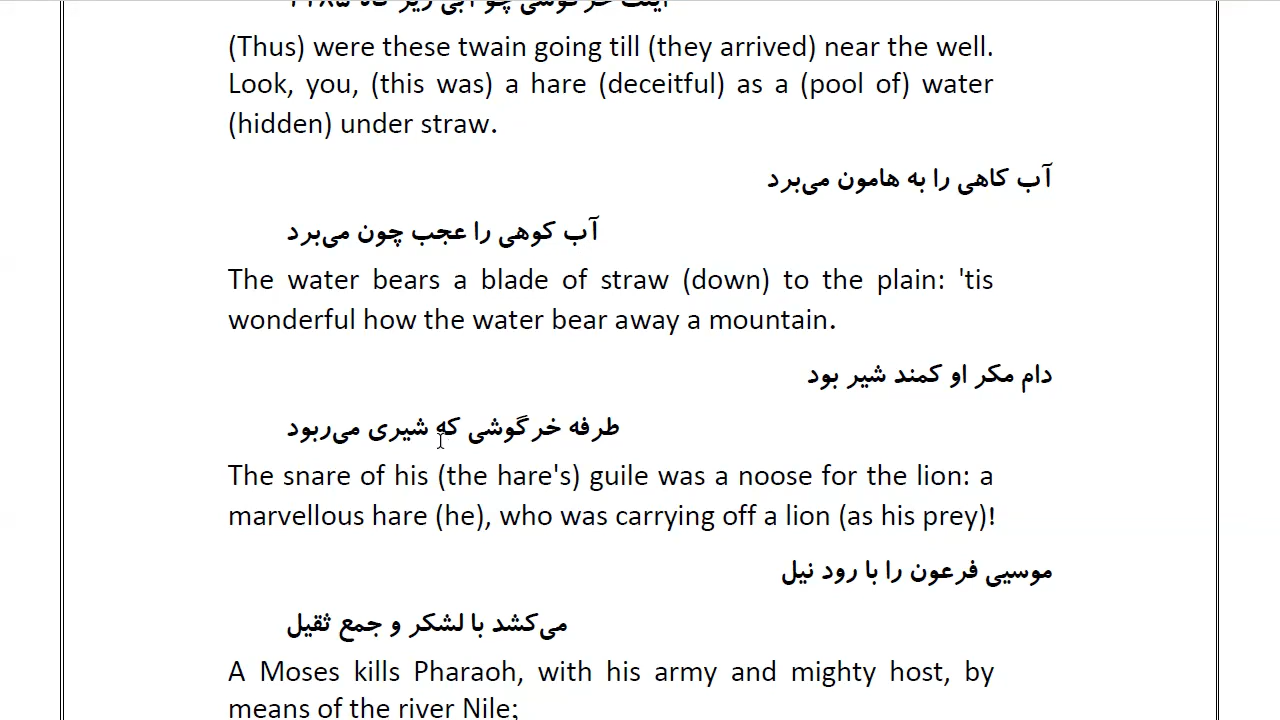 (Thus) were these twain going till (they arrived) near the well.
Look, you, (this was) a hare (deceitful) as a (pool of) water
(hidden) under straw.
آب کاهی را به هامون می‌برد
آب کوهی را عجب چون می‌برد
The water bears a blade of straw (down) to the plain: 'tis
wonderful how the water bear away a mountain.
دام مکر او کمند شیر بود
طرفه خرگوشی که شیری می‌ربود
The snare of his (the hare's) guile was a noose for the lion: a
marvellous hare (he), who was carrying off a lion (as his prey)!
موسیی فرعون را با رود نیل
می‌کشد با لشکر و جمع ثقیل
A Moses kills Pharaoh, with his army and mighty host, by
means of the river Nile;